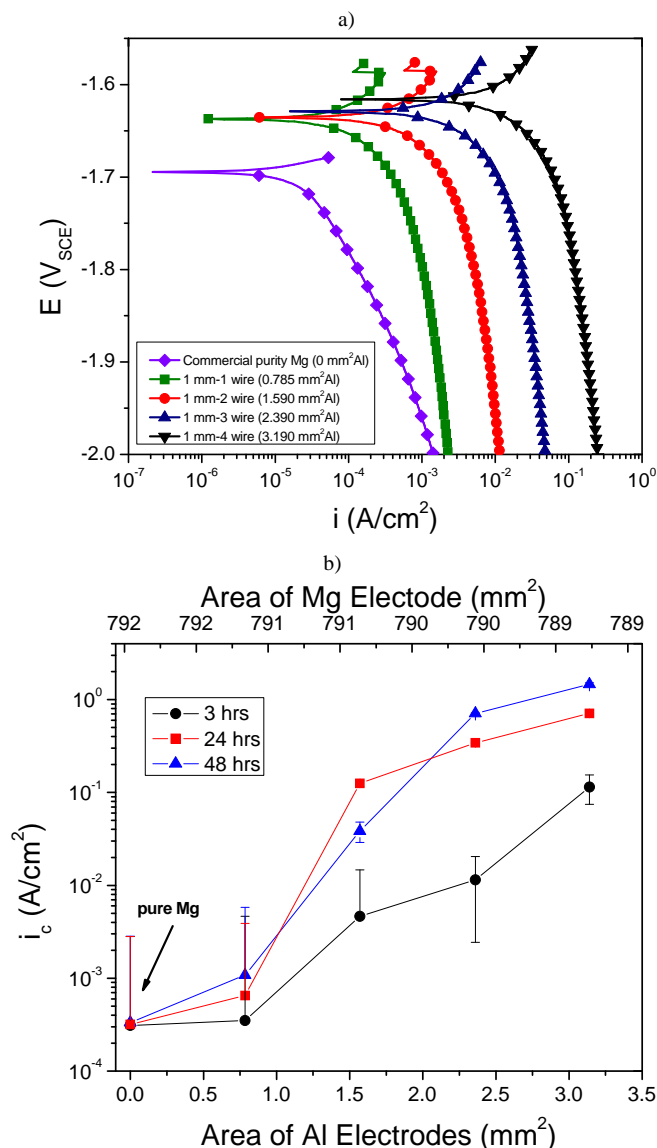 a)
-1.6
-1.7
-1.8
-1.9
-2.0
E (V_SCE)
Commercial purity Mg (0 mm²Al)
1 mm-1 wire (0.785 mm²Al)
1 mm-2 wire (1.590 mm²Al)
1 mm-3 wire (2.390 mm²Al)
1 mm-4 wire (3.190 mm²Al)
10⁻⁷ 10⁻⁶ 10⁻⁵ 10⁻⁴ 10⁻³ 10⁻² 10⁻¹ 10⁰
i (A/cm²)
b)
Area of Mg Electode (mm²)
792 792 791 791 790 790 789 789
10⁰
10⁻¹
10⁻²
10⁻³
10⁻⁴
i_c (A/cm²)
3 hrs
24 hrs
48 hrs
pure Mg
0.0 0.5 1.0 1.5 2.0 2.5 3.0 3.5
Area of Al Electrodes (mm²)